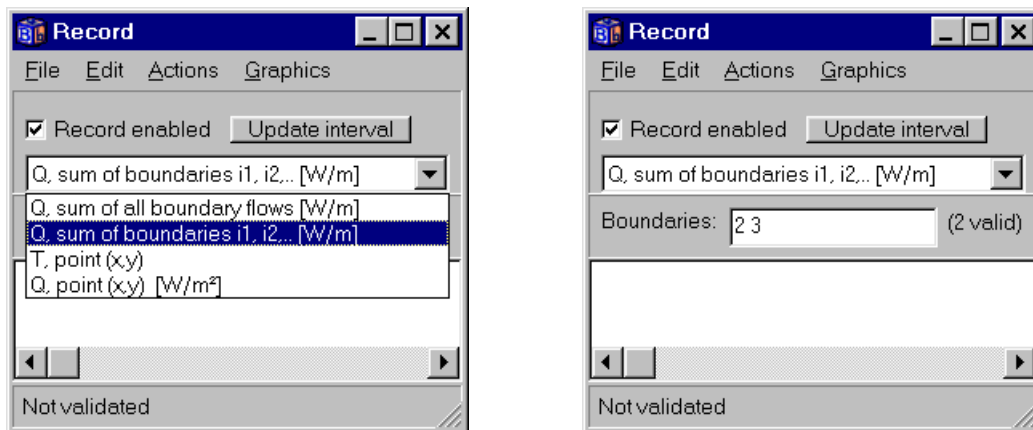 Record
File Edit Actions Graphics
Record enabled Update interval
Q, sum of boundaries i1, i2,.. [W/m]
Q, sum of all boundary flows [W/m]
Q, sum of boundaries i1, i2,.. [W/m]
T, point (x,y)
Q, point (x,y) [W/m²]
Not validated
Record
File Edit Actions Graphics
Record enabled Update interval
Q, sum of boundaries i1, i2,.. [W/m]
Boundaries: 2 3 (2 valid)
Not validated